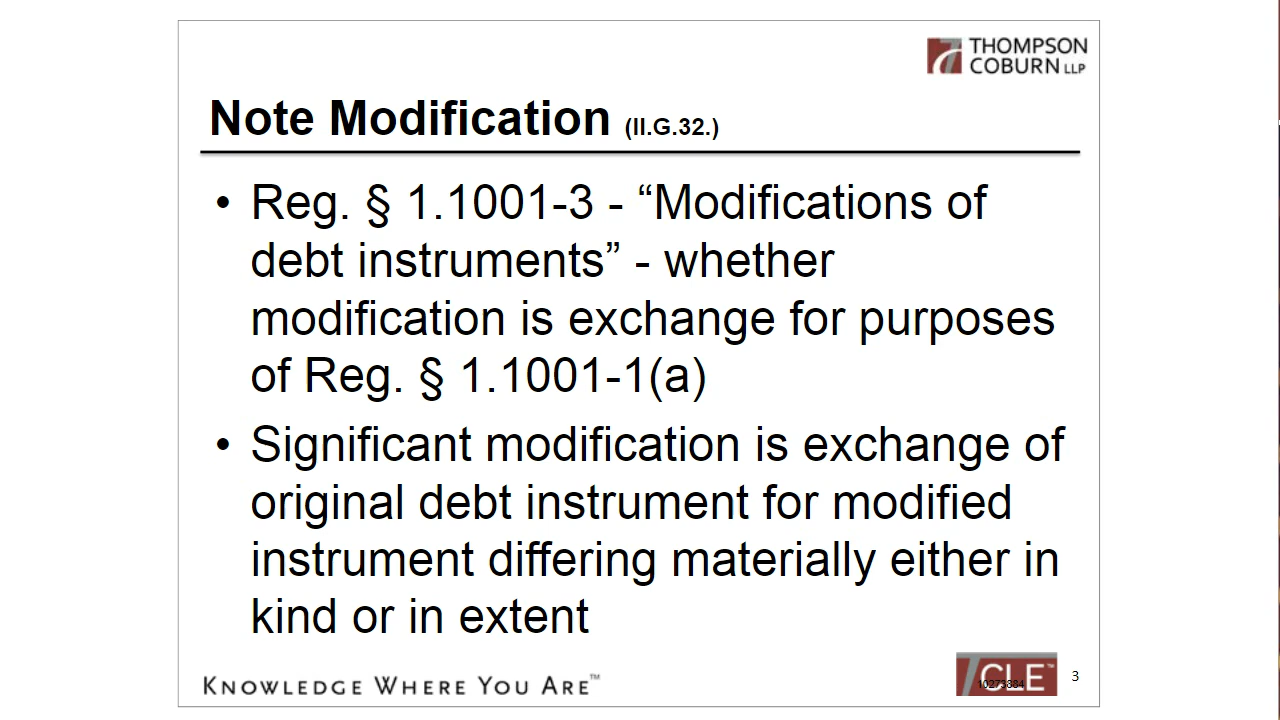 THOMPSON
COBURN LLP
Note Modification (II.G.32.)
• Reg. § 1.1001-3 - “Modifications of
debt instruments” - whether
modification is exchange for purposes
of Reg. § 1.1001-1(a)
• Significant modification is exchange of
original debt instrument for modified
instrument differing materially either in
kind or in extent
KNOWLEDGE WHERE YOU ARE™
CLE™
10273884
3